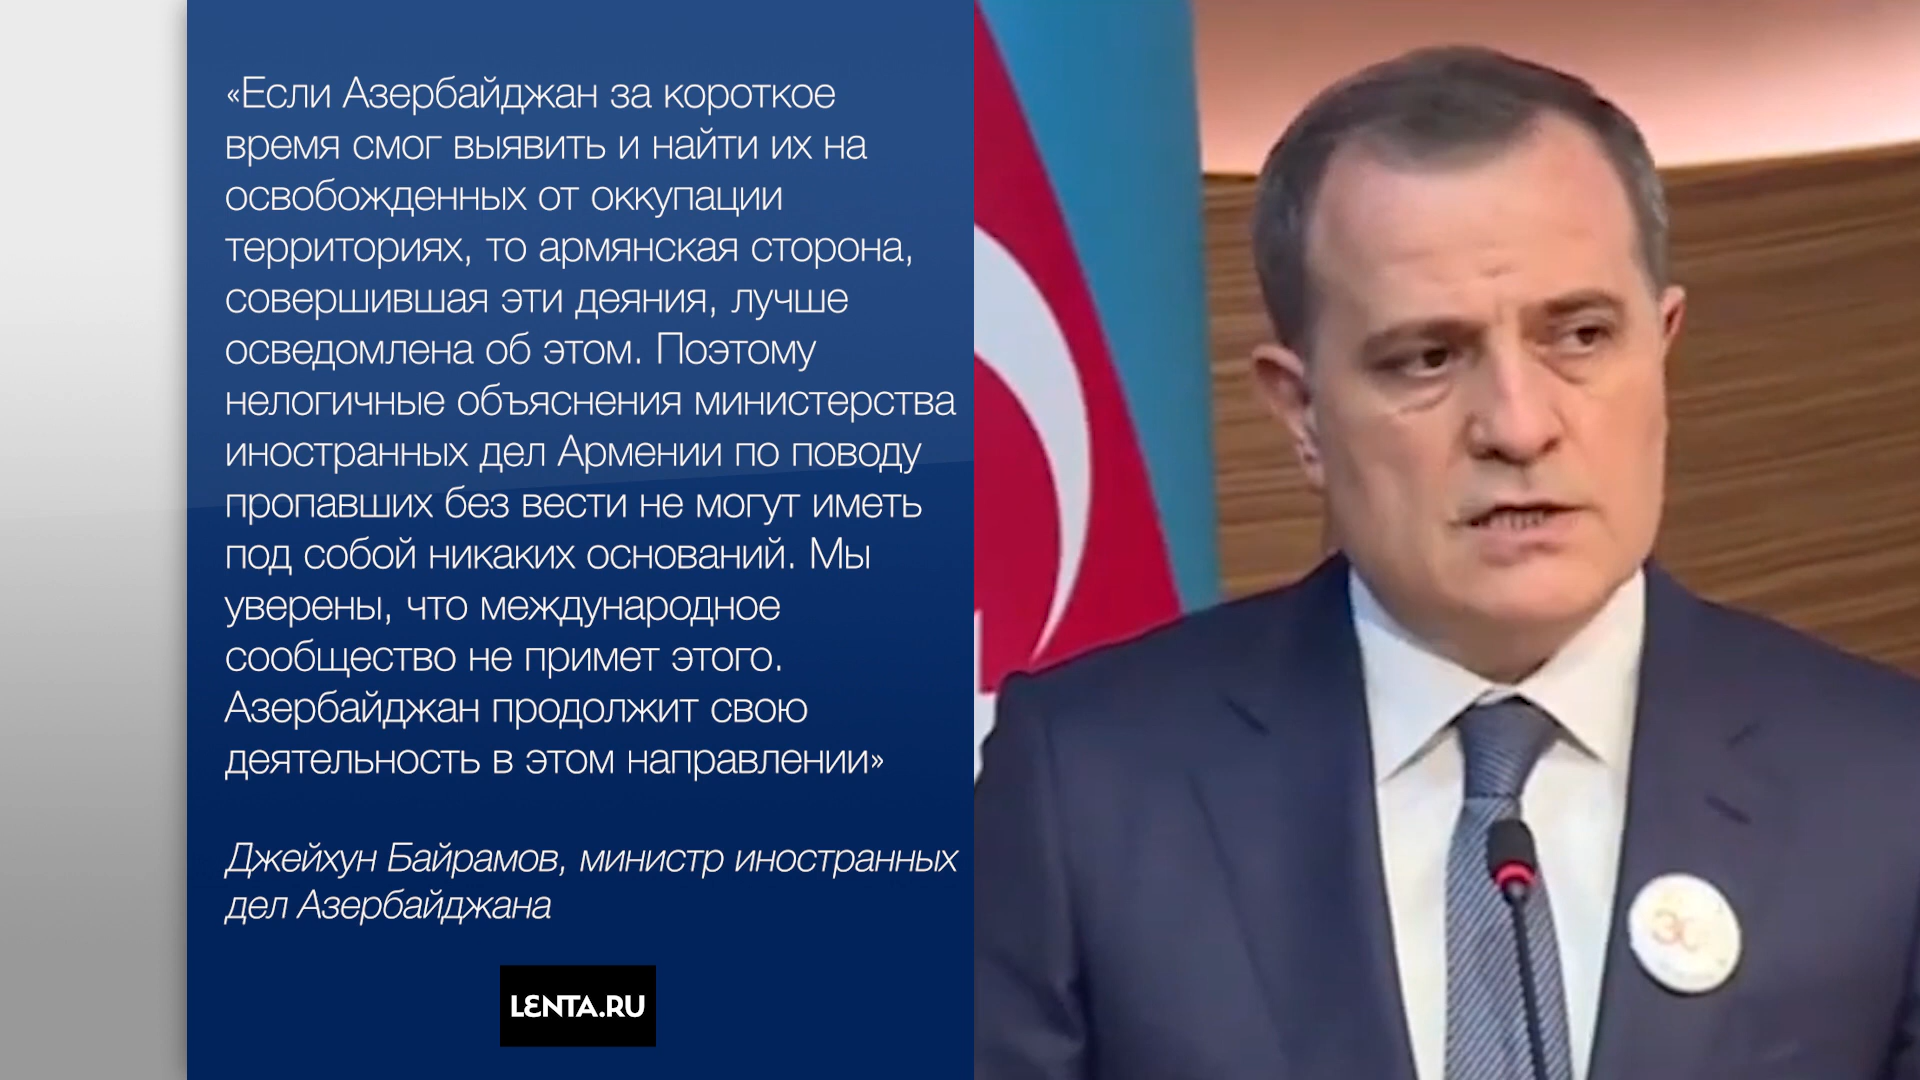 «Если Азербайджан за короткое
время смог выявить и найти их на
освобожденных от оккупации
территориях, то армянская сторона,
совершившая эти деяния, лучше
осведомлена об этом. Поэтому
нелогичные объяснения министерства
иностранных дел Армении по поводу
пропавших без вести не могут иметь
под собой никаких оснований. Мы
уверены, что международное
сообщество не примет этого.
Азербайджан продолжит свою
деятельность в этом направлении»
Джейхун Байрамов, министр иностранных
дел Азербайджана
LENTA.RU
30